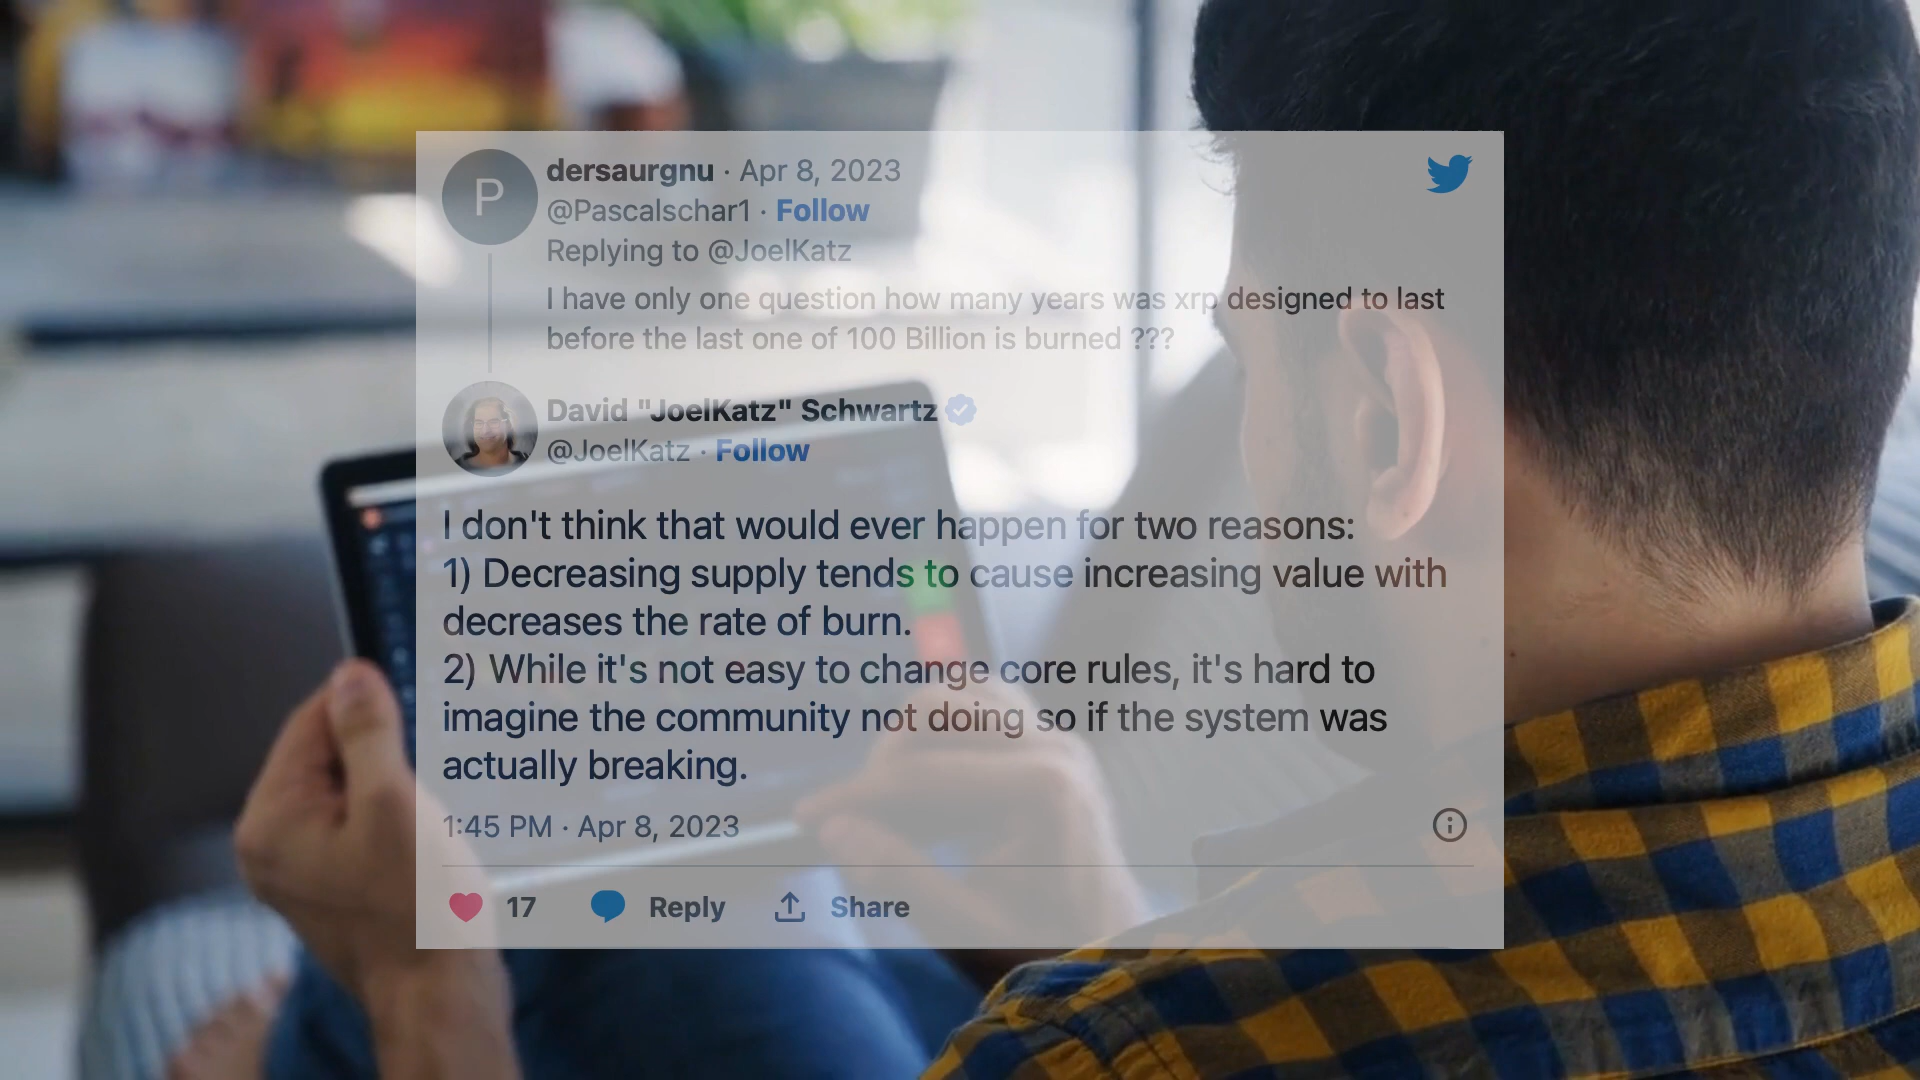 P
dersaurgnu · Apr 8, 2023
@Pascalschar1 · Follow
Replying to @JoelKatz
I have only one question how many years was xrp designed to last
before the last one of 100 Billion is burned ???
David "JoelKatz" Schwartz
@JoelKatz · Follow
I don't think that would ever happen for two reasons:
1) Decreasing supply tends to cause increasing value with
decreases the rate of burn.
2) While it's not easy to change core rules, it's hard to
imagine the community not doing so if the system was
actually breaking.
1:45 PM · Apr 8, 2023
17 Reply Share